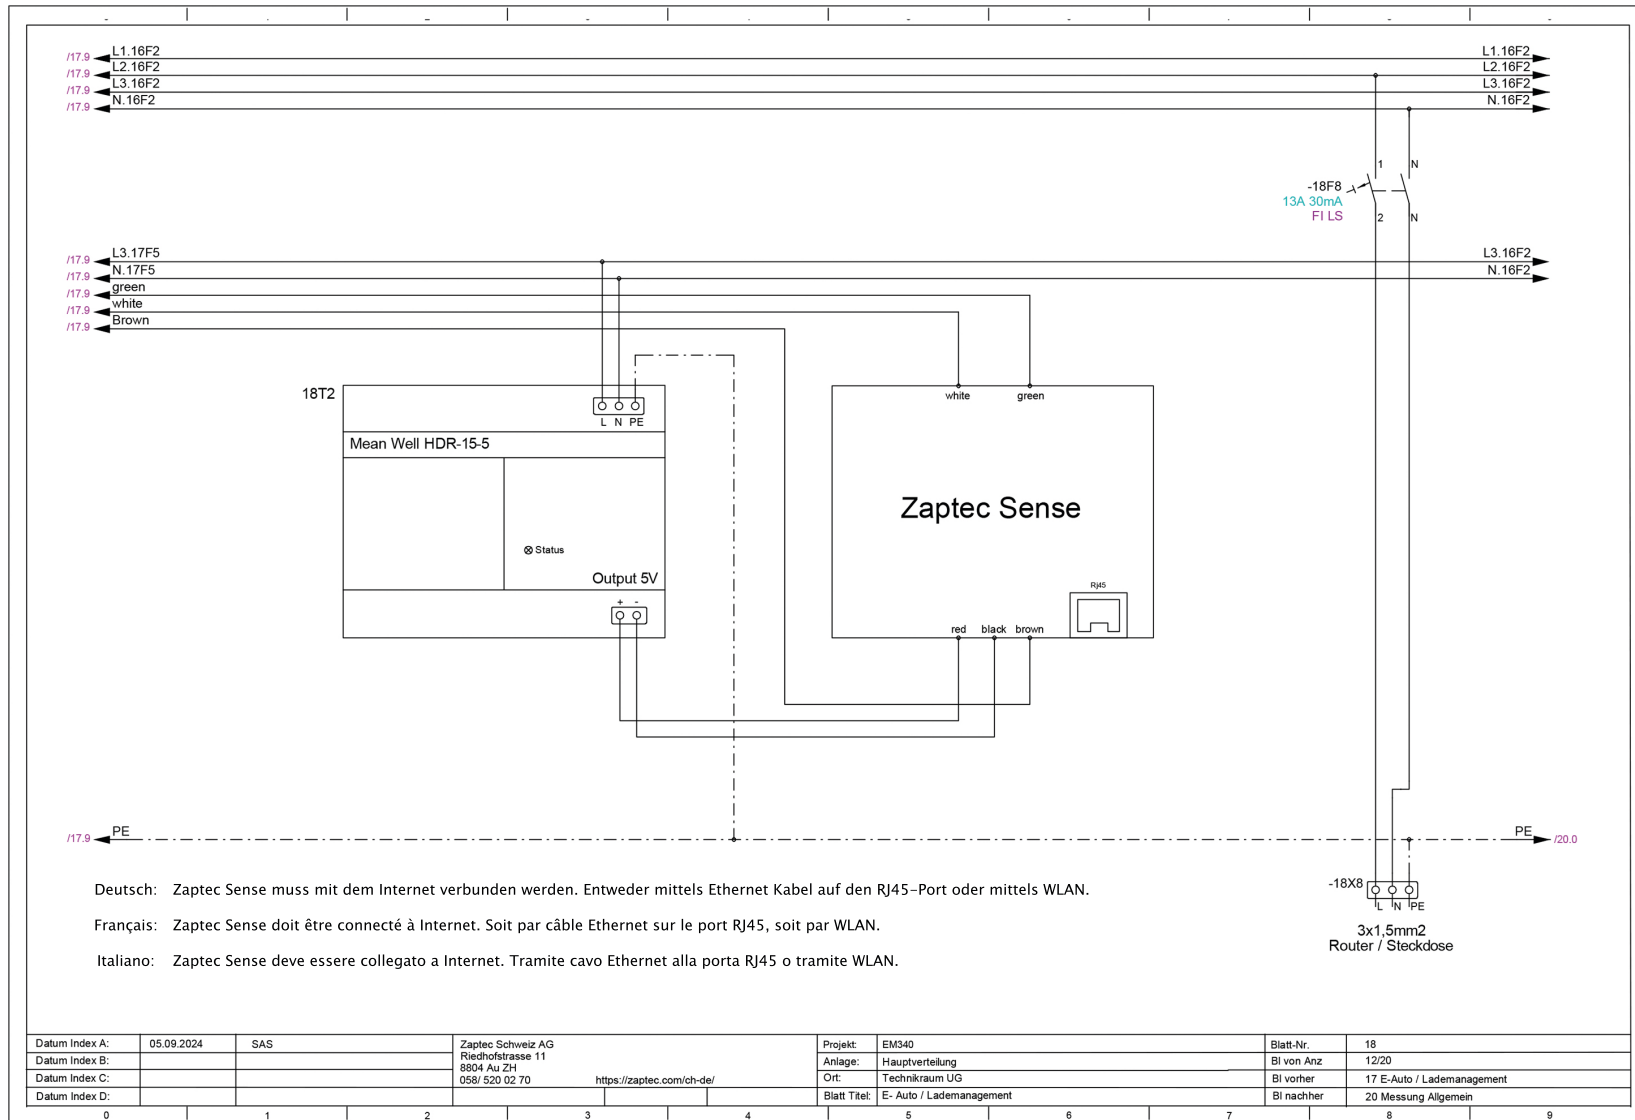 /17.9 L1.16F2 L1.16F2
/17.9 L2.16F2 L2.16F2
/17.9 L3.16F2 L3.16F2
/17.9 N.16F2 N.16F2
1 N
-18F8
13A 30mA
FI LS
2 N
/17.9 L3.17F5 L3.16F2
/17.9 N.17F5 N.16F2
/17.9 green
/17.9 white
/17.9 Brown
18T2
L N PE
Mean Well HDR-15-5
Status
Output 5V
+ -
white green
Zaptec Sense
RJ45
red black brown
/17.9 PE PE /20.0
-18X8
L N PE
3x1,5mm2
Router / Steckdose
Deutsch: Zaptec Sense muss mit dem Internet verbunden werden. Entweder mittels Ethernet Kabel auf den RJ45-Port oder mittels WLAN.
Français: Zaptec Sense doit être connecté à Internet. Soit par câble Ethernet sur le port RJ45, soit par WLAN.
Italiano: Zaptec Sense deve essere collegato a Internet. Tramite cavo Ethernet alla porta RJ45 o tramite WLAN.
Datum Index A: 05.09.2024 SAS
Datum Index B:
Datum Index C:
Datum Index D:
Zaptec Schweiz AG
Riedhofstrasse 11
8804 Au ZH
058/ 520 02 70 https://zaptec.com/ch-de/
Projekt: EM340
Anlage: Hauptverteilung
Ort: Technikraum UG
Blatt Titel: E- Auto / Lademanagement
Blatt-Nr. 18
Bl von Anz 12/20
Bl vorher 17 E-Auto / Lademanagement
Bl nachher 20 Messung Allgemein
0 1 2 3 4 5 6 7 8 9